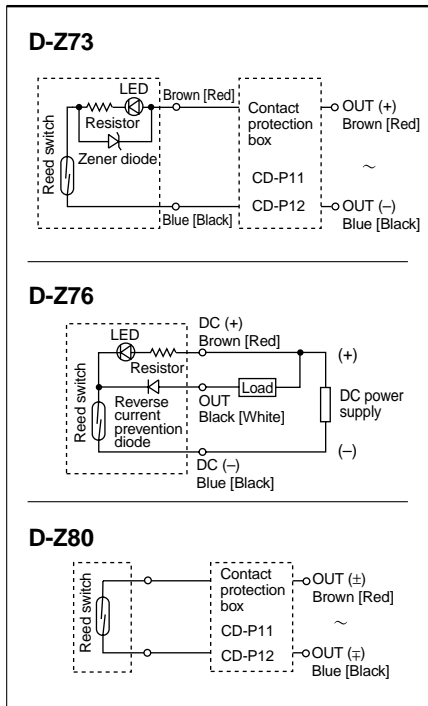 D-Z73
LED
Brown [Red]
Resistor
Zener diode
Reed switch
Blue [Black]
Contact
protection
box
CD-P11
CD-P12
OUT (+)
Brown [Red]
~
OUT (–)
Blue [Black]
D-Z76
LED
DC (+)
Brown [Red]
Resistor
Reed switch
Reverse
current
prevention
diode
OUT
Black [White]
Load
DC (–)
Blue [Black]
(+)
DC power
supply
(–)
D-Z80
Reed switch
Contact
protection
box
CD-P11
CD-P12
OUT (±)
Brown [Red]
~
OUT (∓)
Blue [Black]